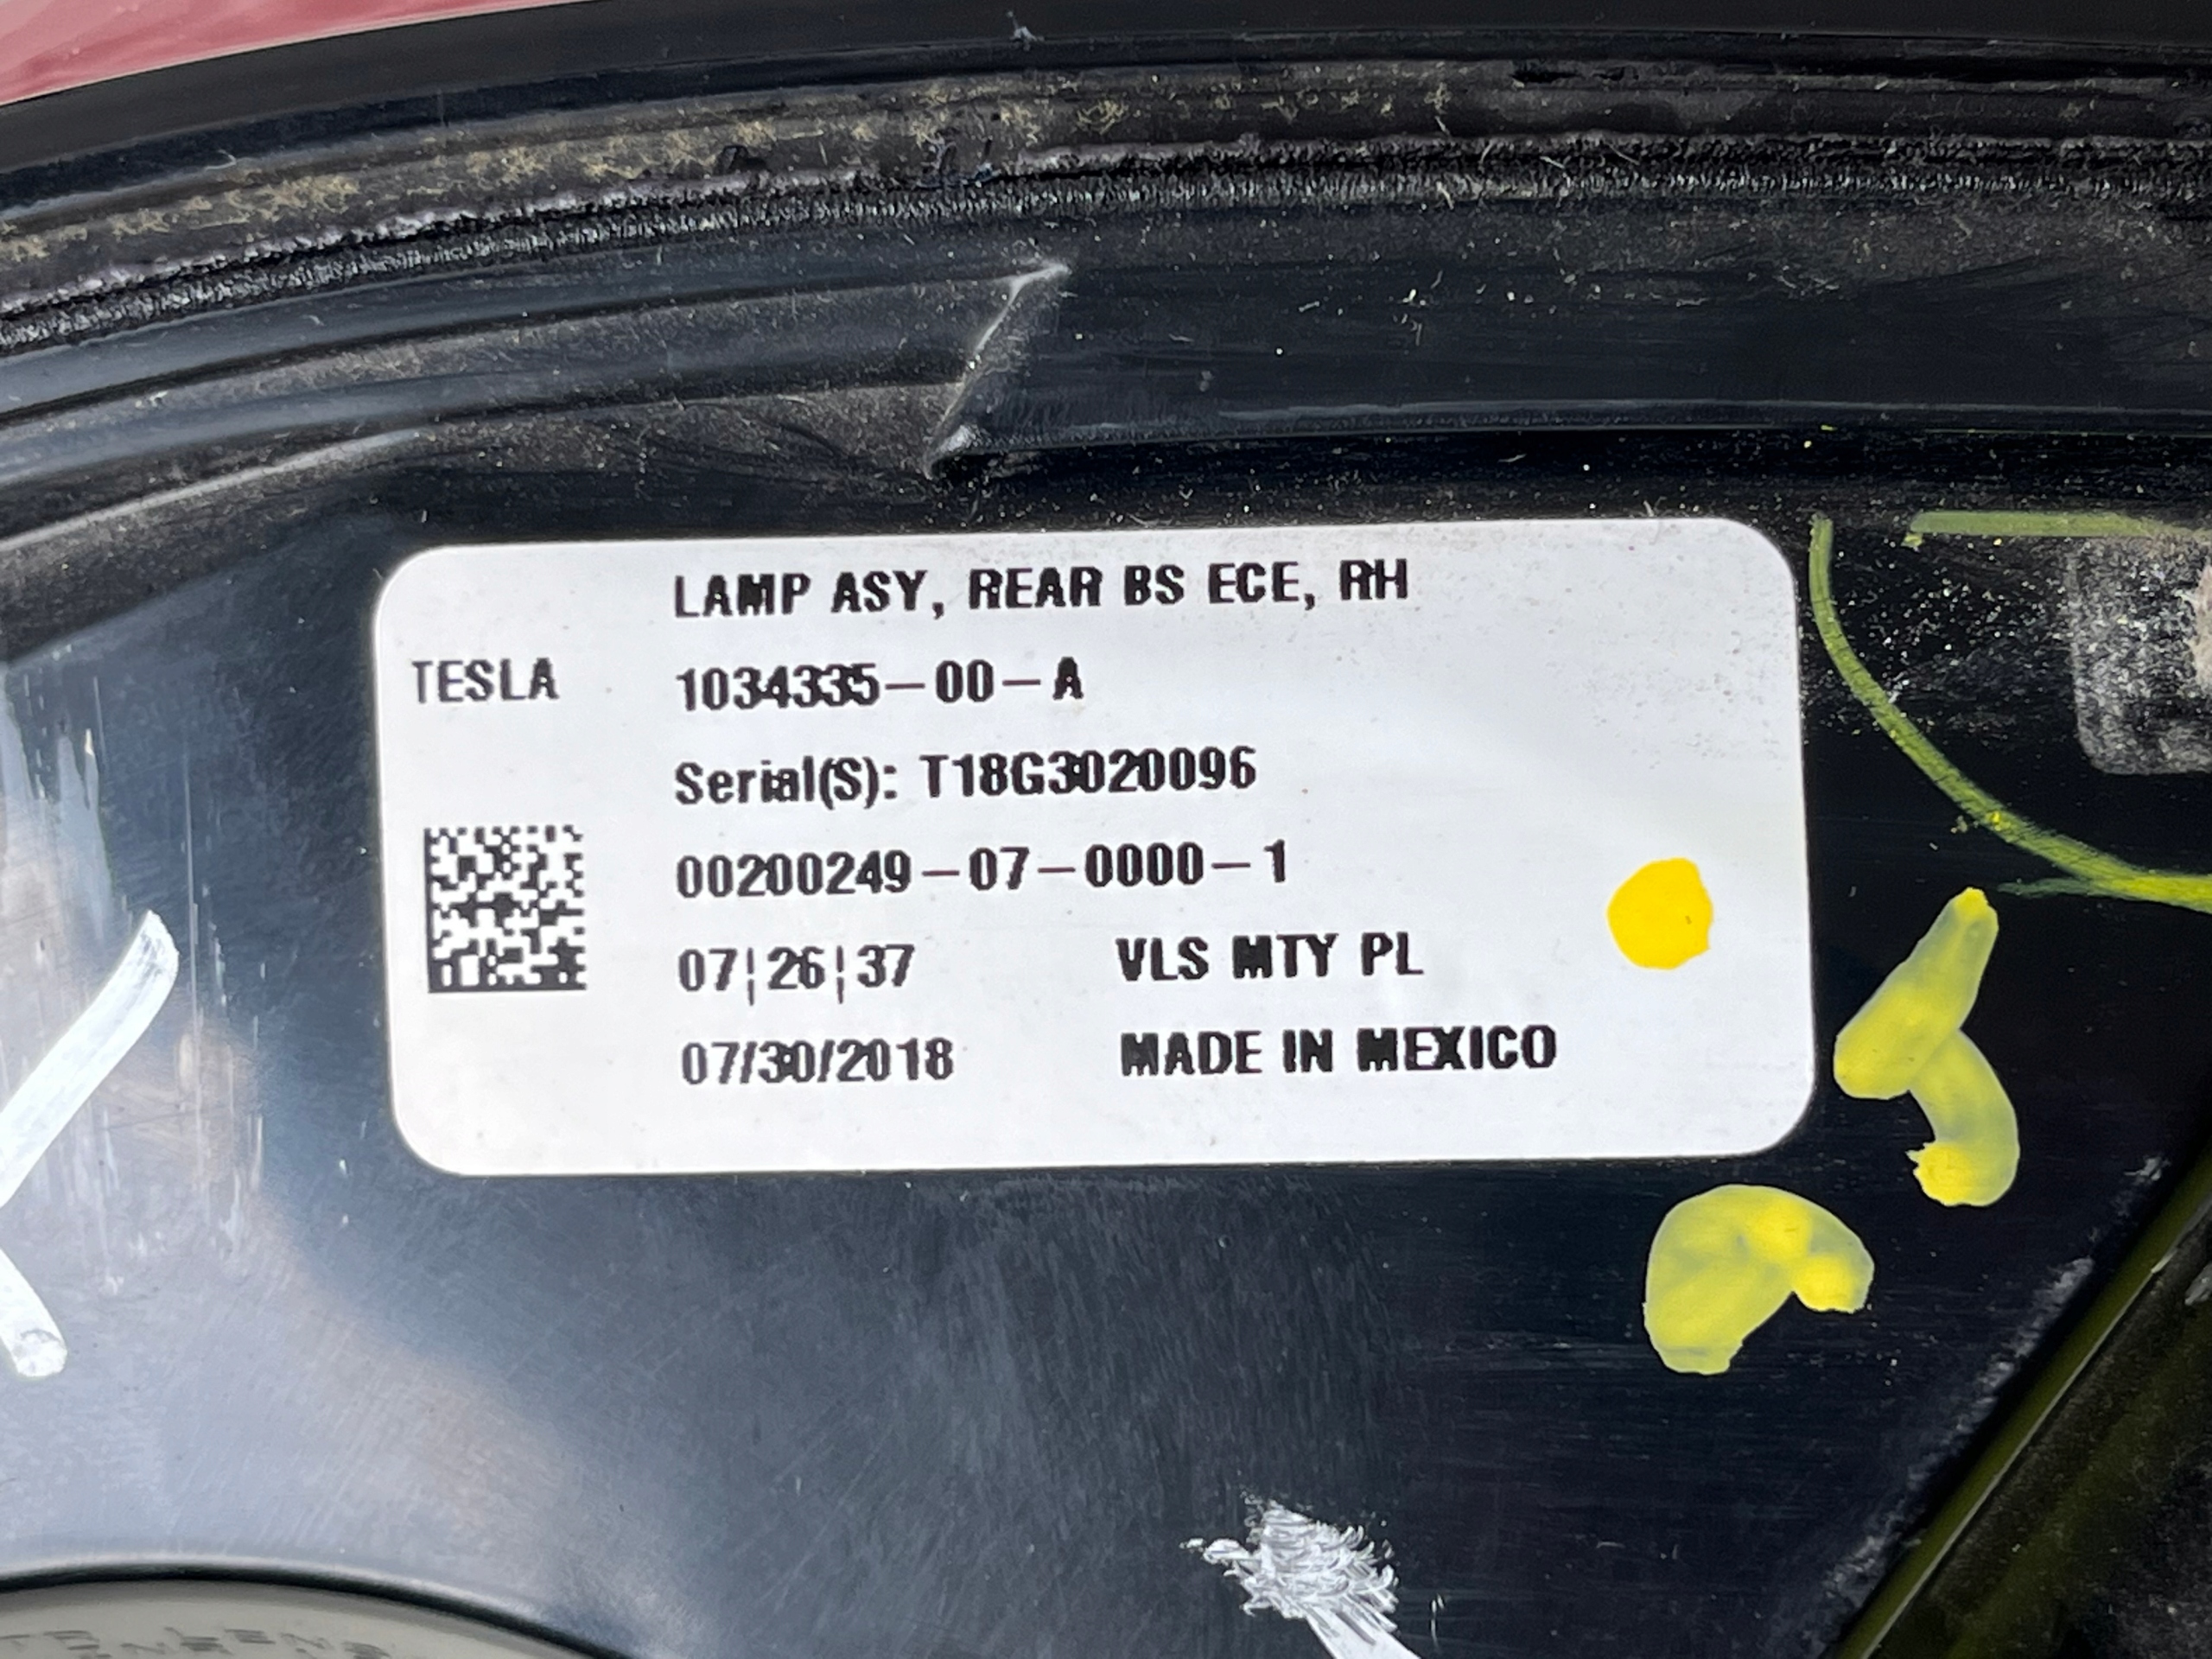 LAMP ASY, REAR BS ECE, RH
TESLA 1034335-00-A
Serial(S): T18G3020096
00200249-07-0000-1
07¦26¦37 VLS MTY PL
07/30/2018 MADE IN MEXICO